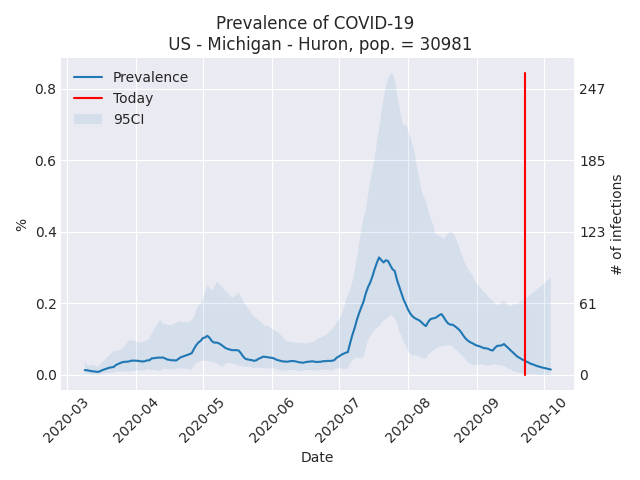 Prevalence of COVID-19
US - Michigan - Huron, pop. = 30981
Prevalence
Today
95CI
0.8
0.6
0.4
0.2
0.0
%
247
185
123
61
0
# of infections
2020-03
2020-04
2020-05
2020-06
2020-07
2020-08
2020-09
2020-10
Date